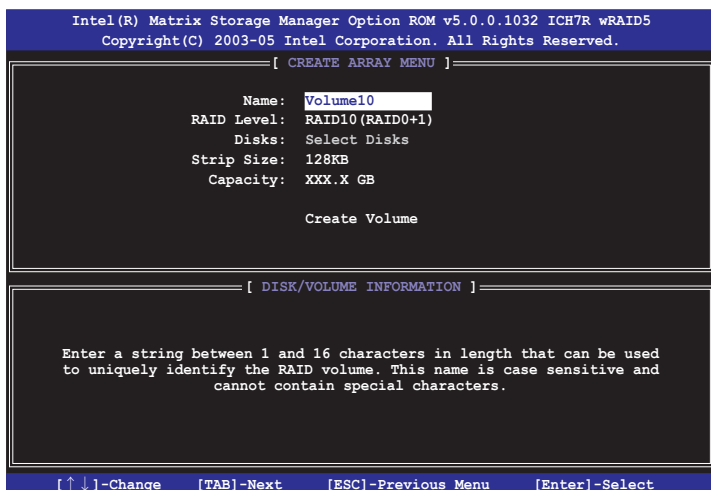 Intel(R) Matrix Storage Manager Option ROM v5.0.0.1032 ICH7R wRAID5
Copyright(C) 2003-05 Intel Corporation. All Rights Reserved.
[ CREATE ARRAY MENU ]
Name: Volume10
RAID Level: RAID10(RAID0+1)
Disks: Select Disks
Strip Size: 128KB
Capacity: XXX.X GB
Create Volume
[ DISK/VOLUME INFORMATION ]
Enter a string between 1 and 16 characters in length that can be used
to uniquely identify the RAID volume. This name is case sensitive and
cannot contain special characters.
[↑↓]-Change [TAB]-Next [ESC]-Previous Menu [Enter]-Select